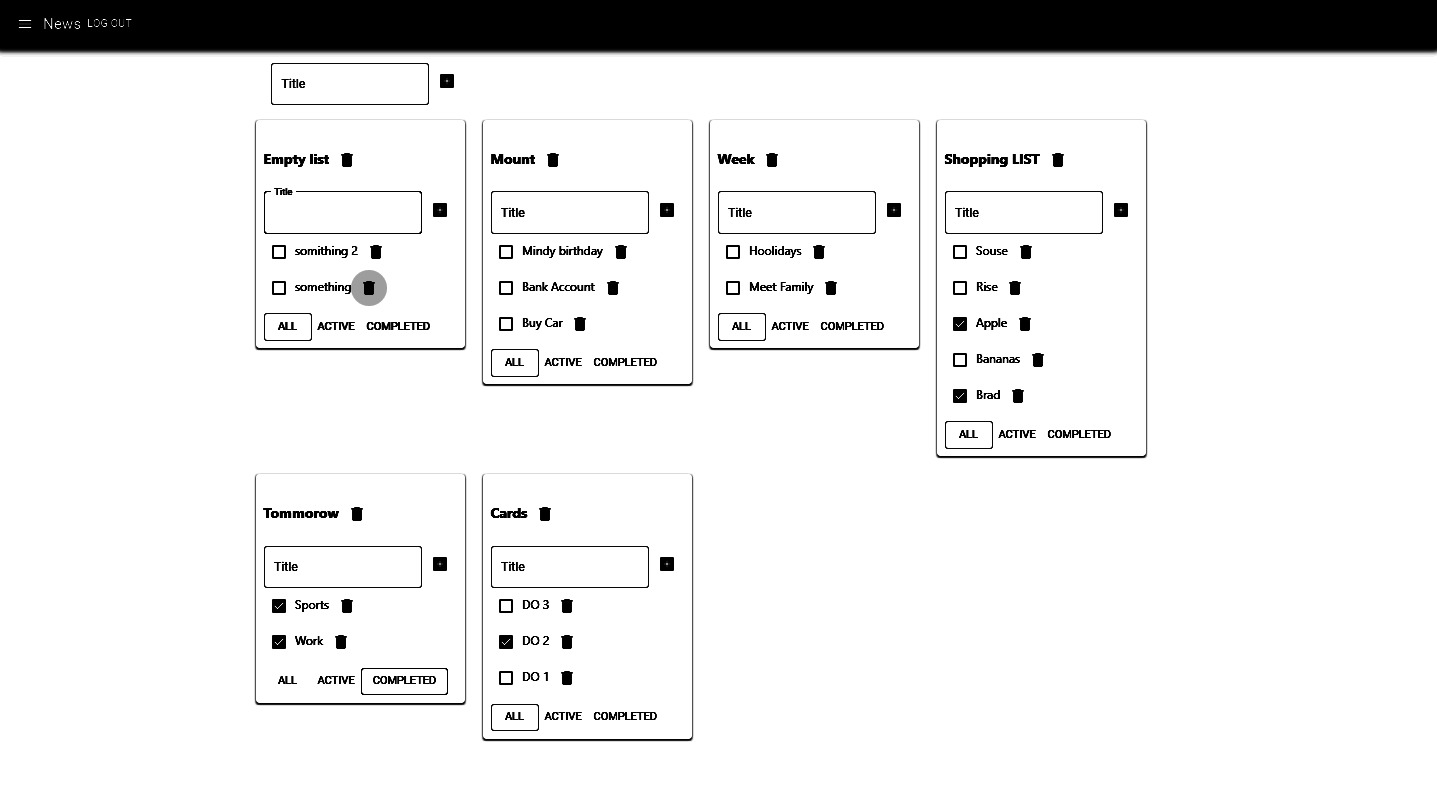 News LOG OUT
Title
Empty list
Title
somithing 2
something
ALL ACTIVE COMPLETED
Mount
Title
Mindy birthday
Bank Account
Buy Car
ALL ACTIVE COMPLETED
Week
Title
Hoolidays
Meet Family
ALL ACTIVE COMPLETED
Shopping LIST
Title
Souse
Rise
Apple
Bananas
Brad
ALL ACTIVE COMPLETED
Tommorow
Title
Sports
Work
ALL ACTIVE COMPLETED
Cards
Title
DO 3
DO 2
DO 1
ALL ACTIVE COMPLETED